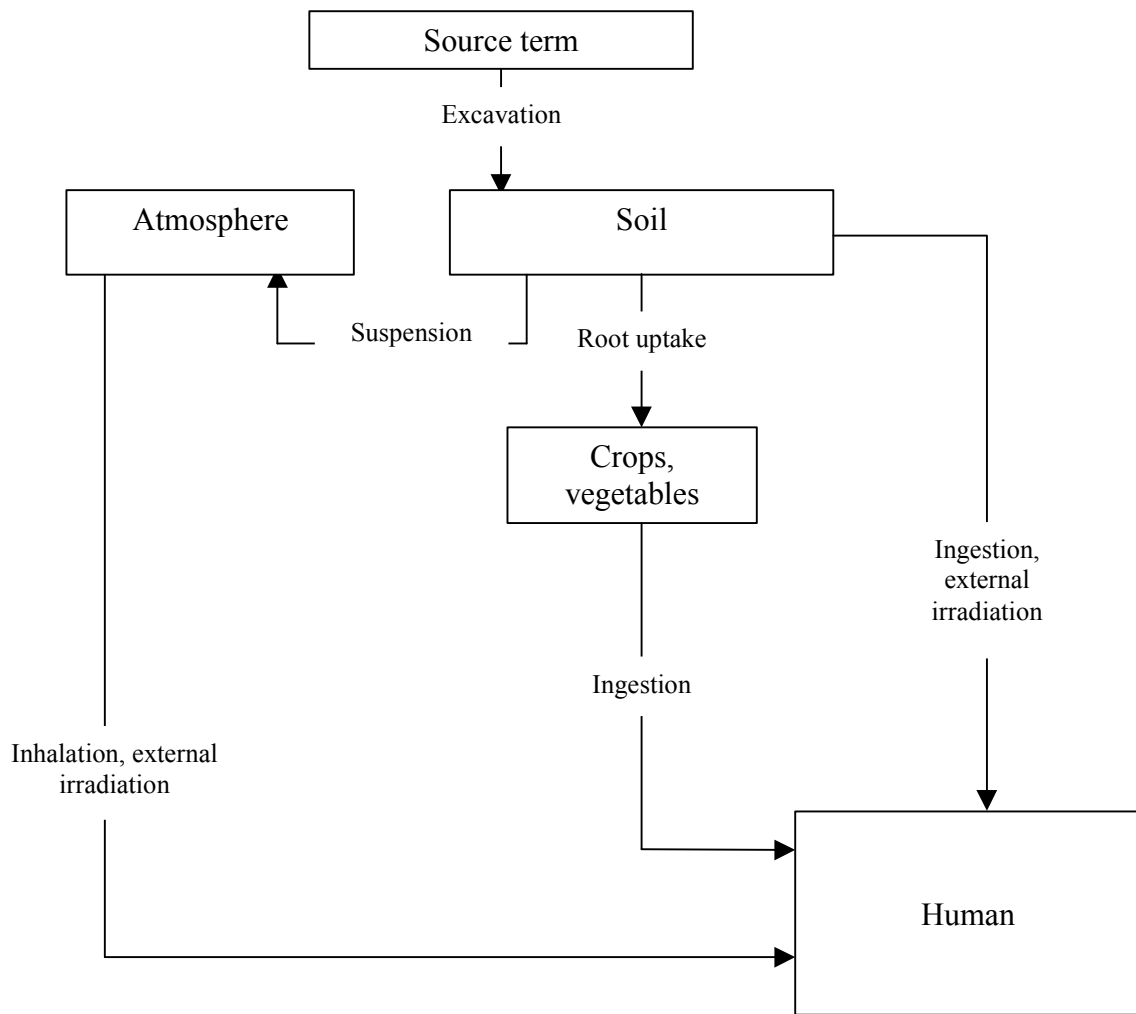 Source term
Excavation
Atmosphere
Soil
Suspension
Root uptake
Crops,
vegetables
Ingestion,
external
irradiation
Ingestion
Inhalation, external
irradiation
Human